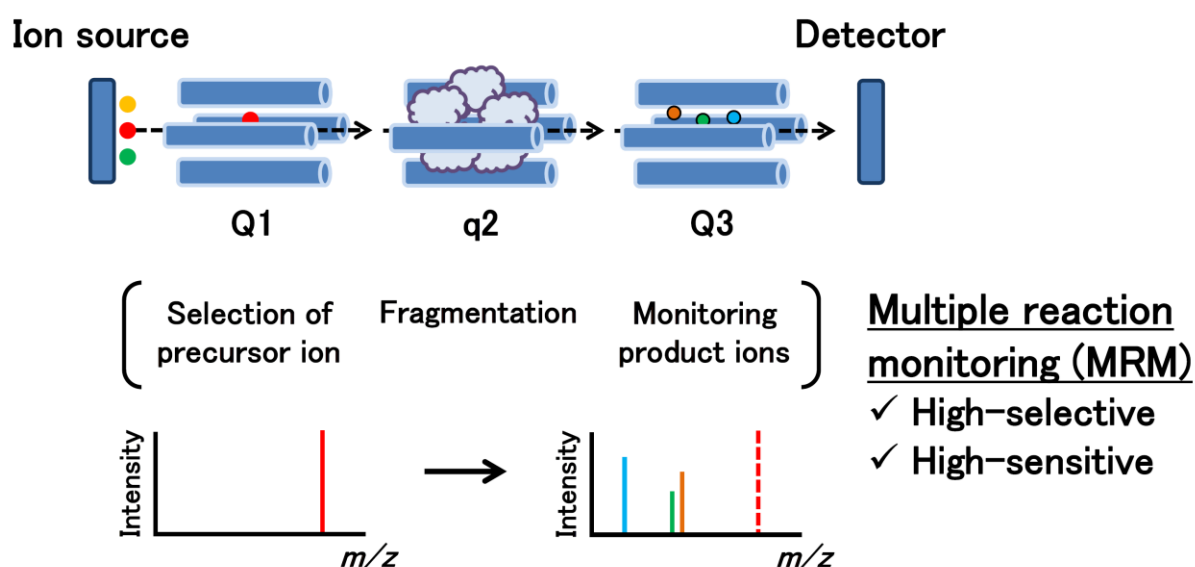 Ion source
Detector
Q1
q2
Q3
Selection of
precursor ion
Fragmentation
Monitoring
product ions
Multiple reaction
monitoring (MRM)
✓ High-selective
✓ High-sensitive
Intensity
m/z
Intensity
m/z